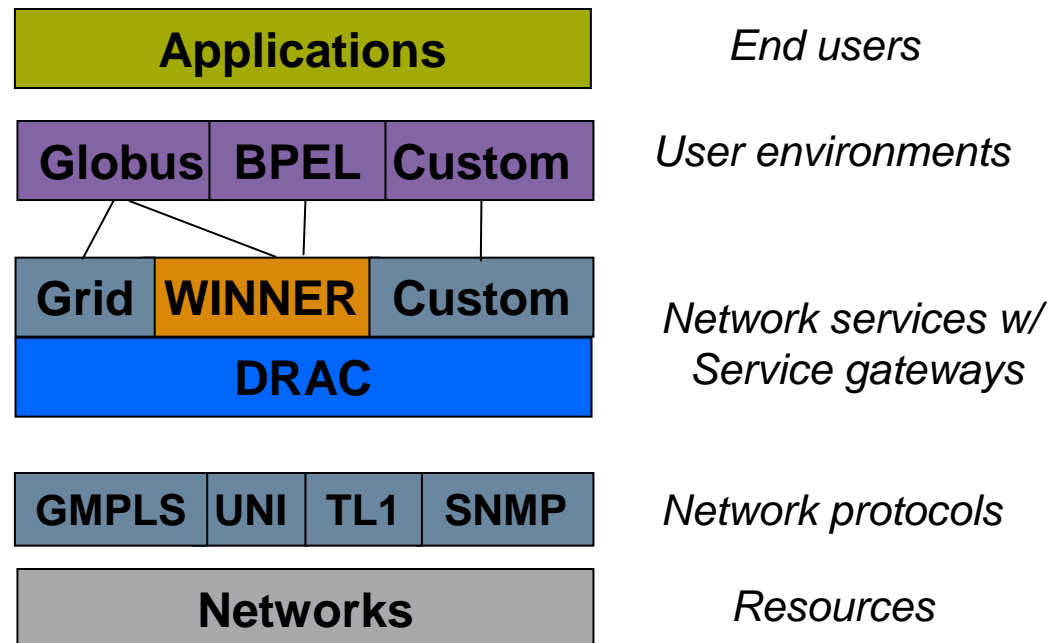 Applications End users
Globus BPEL Custom User environments
Grid WINNER Custom
Network services w/
Service gateways
DRAC
GMPLS UNI TL1 SNMP Network protocols
Networks Resources